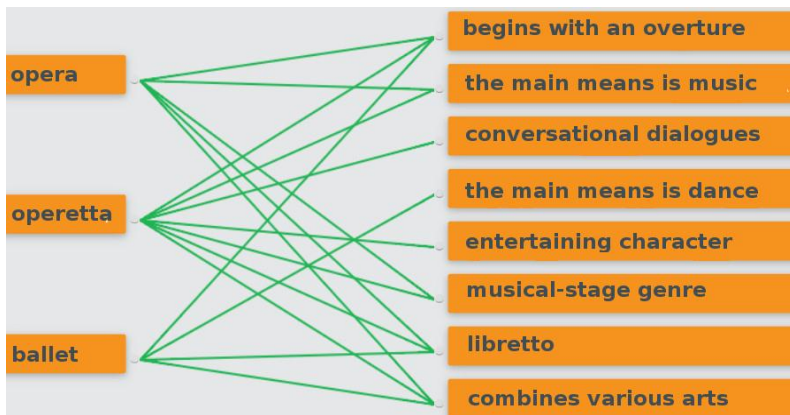 opera
operetta
ballet
begins with an overture
the main means is music
conversational dialogues
the main means is dance
entertaining character
musical-stage genre
libretto
combines various arts